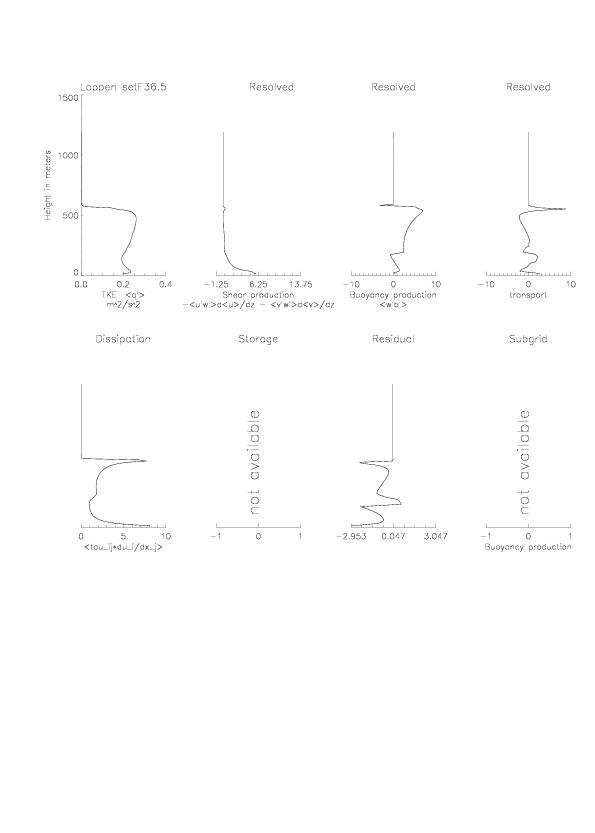 Lappen setF36.5
Resolved
Resolved
Resolved
1500
1000
500
0
Height in meters
0.0 0.2 0.4
TKE <q'>
m^2/s^2
-1.25 6.25 13.75
Shear production
-<u'w'>d<u>/dz - <v'w'>d<v>/dz
-10 0 10
Buoyancy production
<w'b'>
-10 0 10
transport
Dissipation
Storage
Residual
Subgrid
not available
not available
0 5 10
<tau_ij*du_i/dx_j>
-1 0 1
-2.953 0.047 3.047
-1 0 1
Buoyancy production